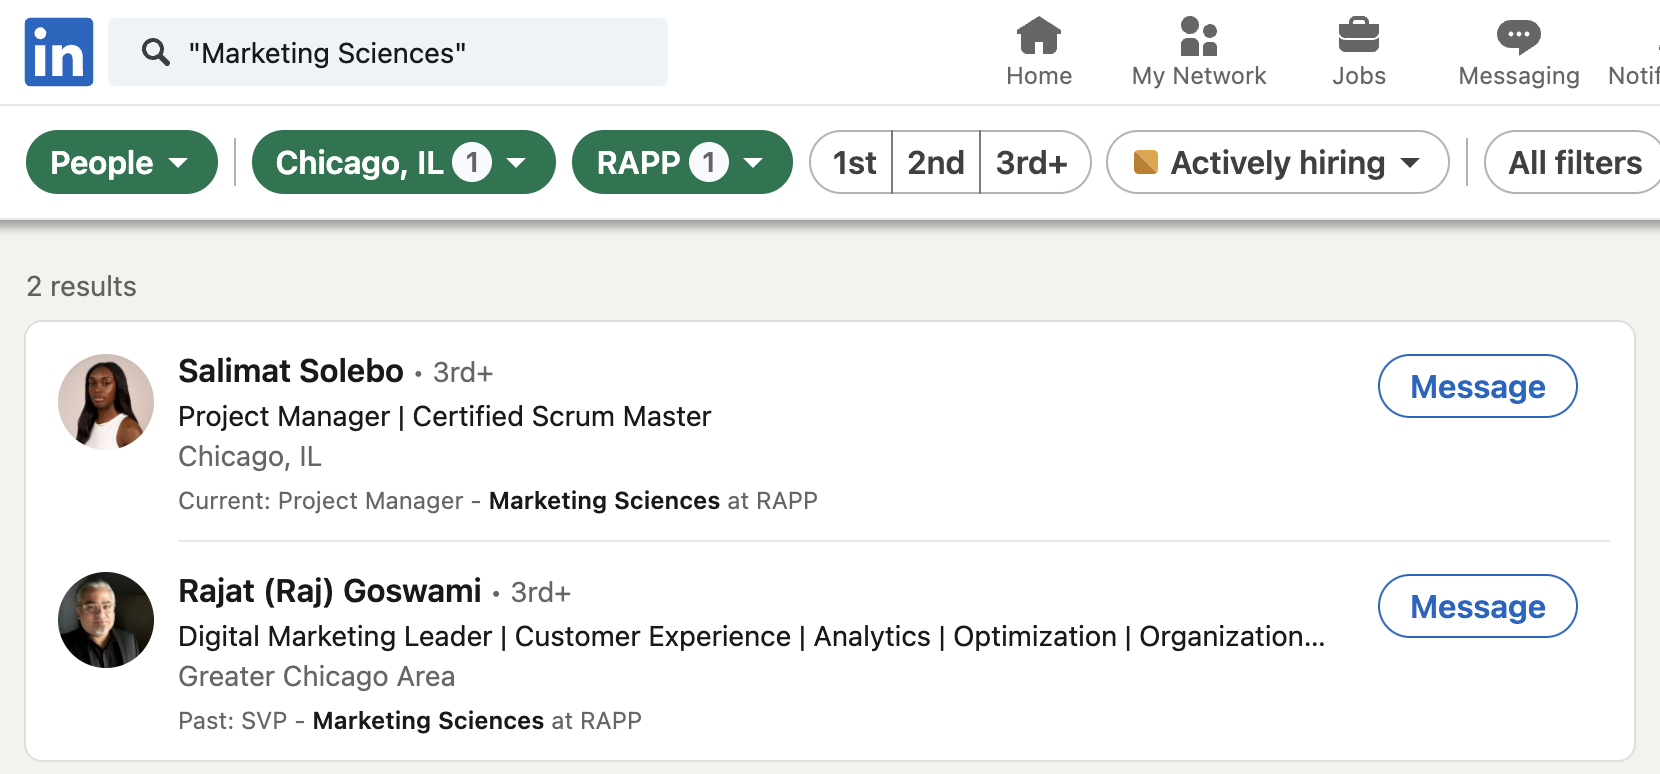 in
"Marketing Sciences"
Home
My Network
Jobs
Messaging
Notif
People
Chicago, IL 1
RAPP 1
1st 2nd 3rd+
Actively hiring
All filters
2 results
Salimat Solebo • 3rd+
Message
Project Manager | Certified Scrum Master
Chicago, IL
Current: Project Manager - Marketing Sciences at RAPP
Rajat (Raj) Goswami • 3rd+
Message
Digital Marketing Leader | Customer Experience | Analytics | Optimization | Organization...
Greater Chicago Area
Past: SVP - Marketing Sciences at RAPP